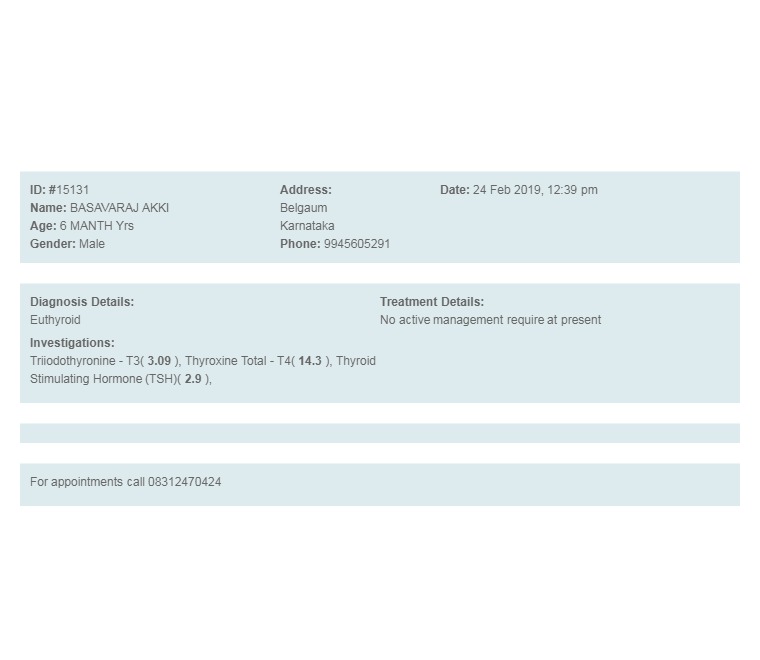 ID: #15131
Name: BASAVARAJ AKKI
Age: 6 MANTH Yrs
Gender: Male
Address:
Belgaum
Karnataka
Phone: 9945605291
Date: 24 Feb 2019, 12:39 pm
Diagnosis Details:
Euthyroid
Investigations:
Triiodothyronine - T3( 3.09 ), Thyroxine Total - T4( 14.3 ), Thyroid
Stimulating Hormone (TSH)( 2.9 ),
Treatment Details:
No active management require at present
For appointments call 08312470424